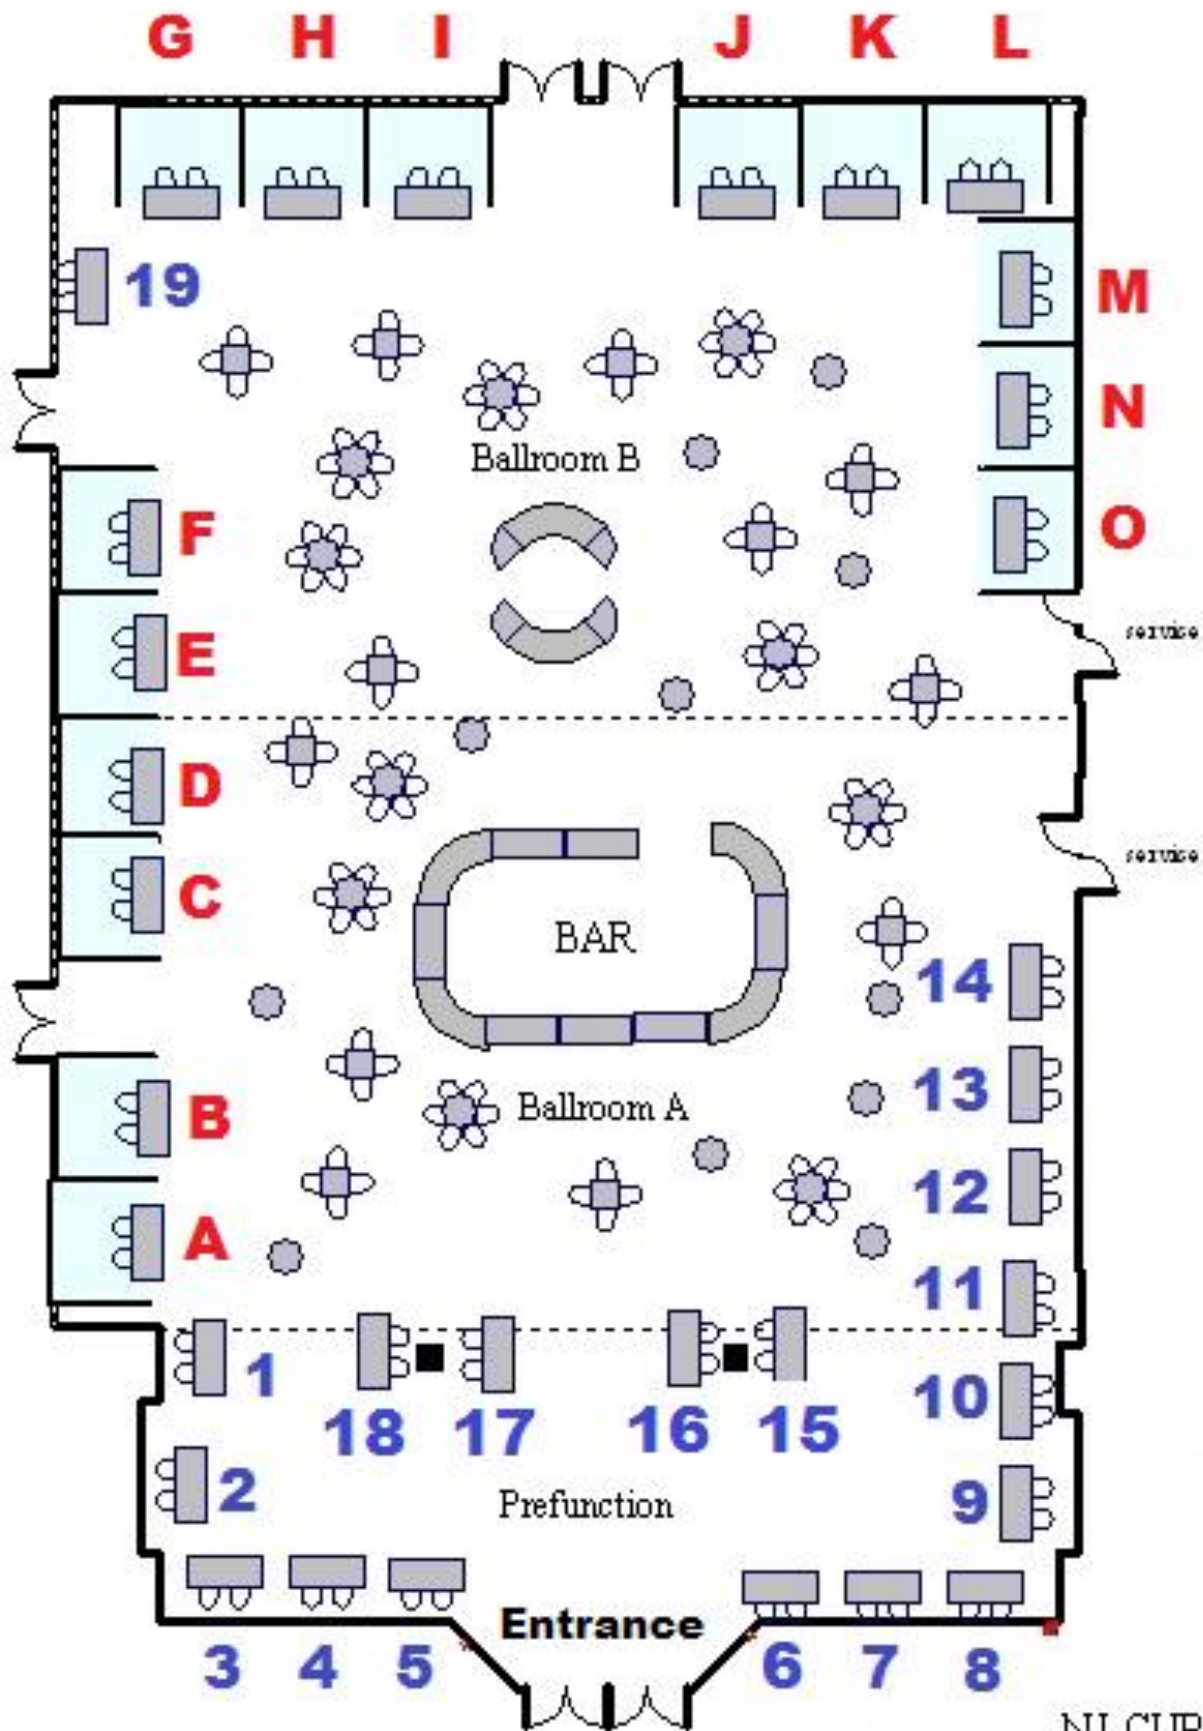 G H I J K L
19
M
N
Ballroom B
F
O
E
service
D
service
C
BAR
14
B
Ballroom A
13
12
A
11
1
10
18 17 16 15
2
Prefunction
9
Entrance
3 4 5 6 7 8